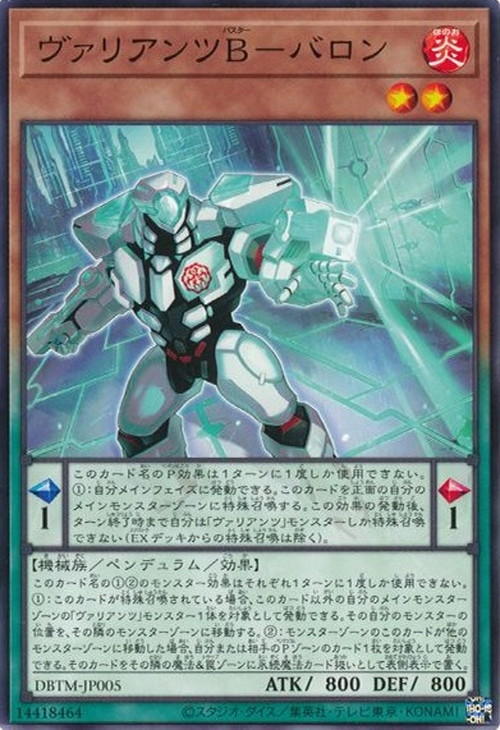 ヴァリアンツB－バロン
バスター
炎
ほのお
このカード名のP効果は1ターンに1度しか使用できない。
①：自分メインフェイズに発動できる。このカードを正面の自分の
メインモンスターゾーンに特殊召喚する。この効果の発動後、
ターン終了時まで自分は「ヴァリアンツ」モンスターしか特殊召喚
できない(EXデッキからの特殊召喚は除く)。
1
1
【機械族／ペンデュラム／効果】
このカード名の①②のモンスター効果はそれぞれ1ターンに1度しか使用できない。
①：このカードが特殊召喚されている場合、このカード以外の自分のメインモンスター
ゾーンの「ヴァリアンツ」モンスター1体を対象として発動できる。その自分のモンスターの
位置を、その隣のモンスターゾーンに移動する。②：モンスターゾーンのこのカードが他の
モンスターゾーンに移動した場合、自分または相手のPゾーンのカード1枚を対象として発動
できる。そのカードをその隣の魔法&罠ゾーンに永続魔法カード扱いとして表側表示で置く。
DBTM-JP005
ATK/ 800 DEF/ 800
14418464
©スタジオ・ダイス／集英社・テレビ東京・KONAMI